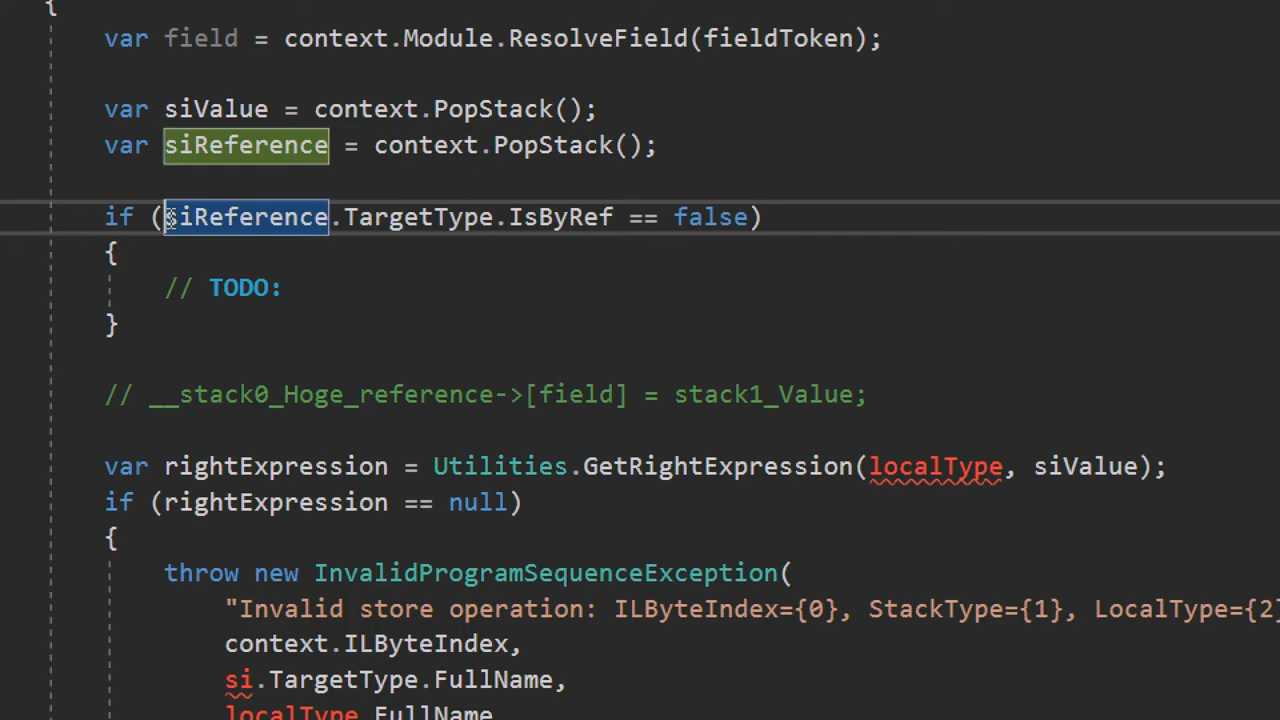 {
var field = context.Module.ResolveField(fieldToken);
var siValue = context.PopStack();
var siReference = context.PopStack();
if (siReference.TargetType.IsByRef == false)
{
// TODO:
}
// __stack0_Hoge_reference->[field] = stack1_Value;
var rightExpression = Utilities.GetRightExpression(localType, siValue);
if (rightExpression == null)
{
throw new InvalidProgramSequenceException(
"Invalid store operation: ILByteIndex={0}, StackType={1}, LocalType={2}
context.ILByteIndex,
si.TargetType.FullName,
localType.FullName